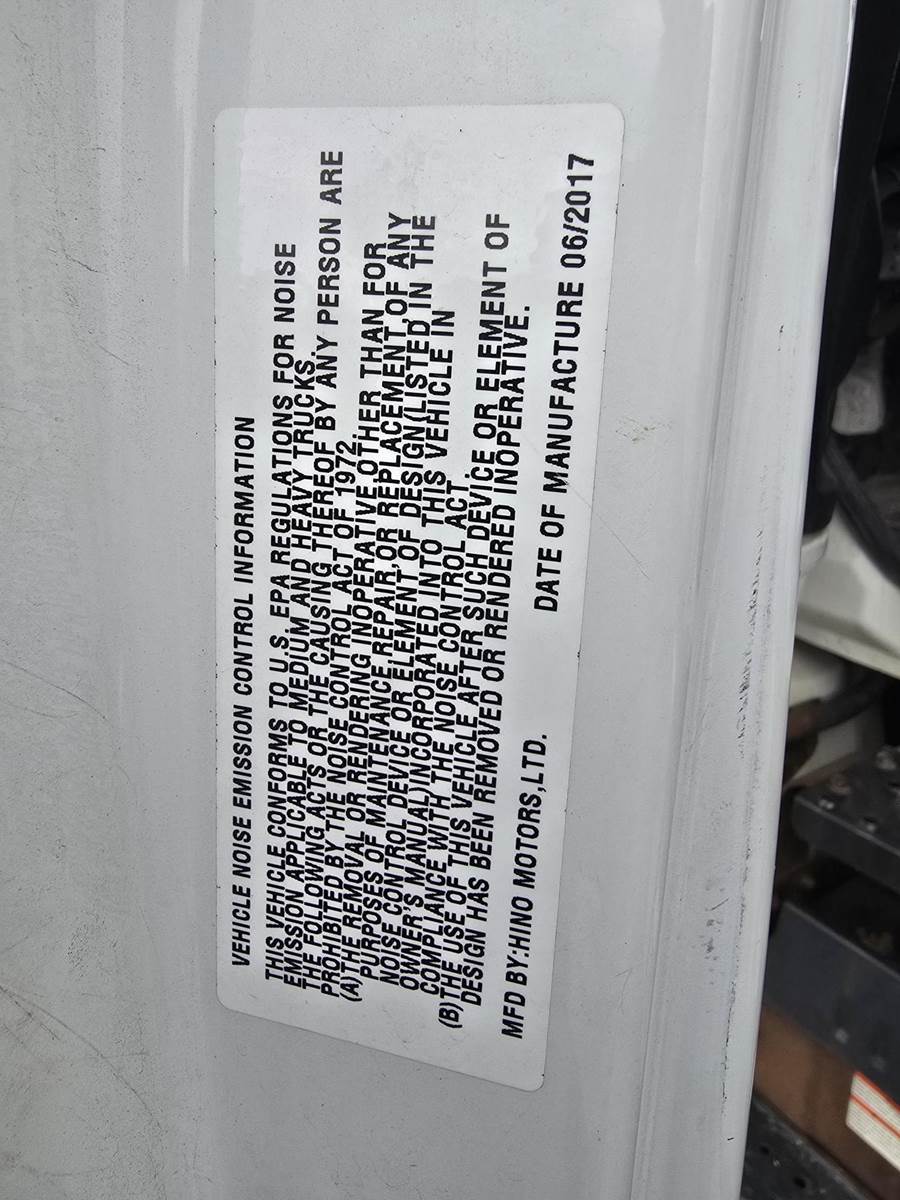 VEHICLE NOISE EMISSION CONTROL INFORMATION
THIS VEHICLE CONFORMS TO U.S. EPA REGULATIONS FOR NOISE
EMISSION APPLICABLE TO MEDIUM AND HEAVY TRUCKS.
THE FOLLOWING ACTS OR THE CAUSING THEREOF BY ANY PERSON ARE
PROHIBITED BY THE NOISE CONTROL ACT OF 1972.
(A)THE REMOVAL OR RENDERING INOPERATIVE OTHER THAN FOR
PURPOSES OF MAINTENANCE REPAIR,OR REPLACEMENT,OF ANY
NOISE CONTROL DEVICE OR ELEMENT OF DESIGN(LISTED IN THE
OWNER'S MANUAL)INCORPORATED INTO THIS VEHICLE IN
COMPLIANCE WITH THE NOISE CONTROL ACT.
(B)THE USE OF THIS VEHICLE AFTER SUCH DEVICE OR ELEMENT OF
DESIGN HAS BEEN REMOVED OR RENDERED INOPERATIVE.
MFD BY:HINO MOTORS,LTD. DATE OF MANUFACTURE 06/2017